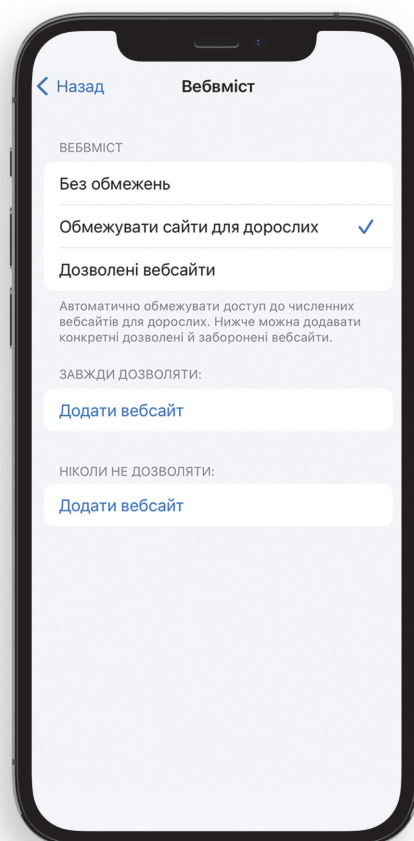 Назад
Вебвміст
ВЕБВМІСТ
Без обмежень
Обмежувати сайти для дорослих
Дозволені вебсайти
Автоматично обмежувати доступ до численних
вебсайтів для дорослих. Нижче можна додавати
конкретні дозволені й заборонені вебсайти.
ЗАВЖДИ ДОЗВОЛЯТИ:
Додати вебсайт
НІКОЛИ НЕ ДОЗВОЛЯТИ:
Додати вебсайт